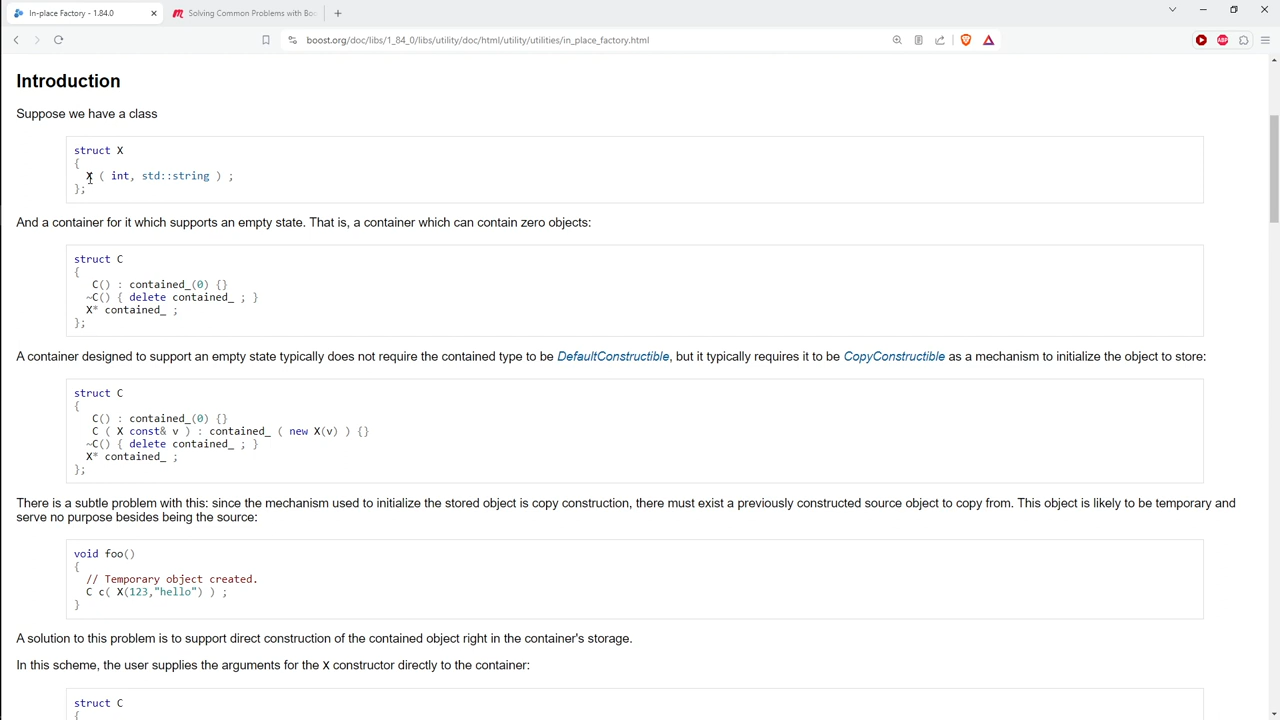 In-place Factory - 1.84.0
Solving Common Problems with Boo
boost.org/doc/libs/1_84_0/libs/utility/doc/html/utility/utilities/in_place_factory.html
ABP
Introduction
Suppose we have a class
struct X
{
X ( int, std::string ) ;
};
And a container for it which supports an empty state. That is, a container which can contain zero objects:
struct C
{
C() : contained_(0) {}
~C() { delete contained_ ; }
X* contained_ ;
};
A container designed to support an empty state typically does not require the contained type to be DefaultConstructible, but it typically requires it to be CopyConstructible as a mechanism to initialize the object to store:
struct C
{
C() : contained_(0) {}
C ( X const& v ) : contained_ ( new X(v) ) {}
~C() { delete contained_ ; }
X* contained_ ;
};
There is a subtle problem with this: since the mechanism used to initialize the stored object is copy construction, there must exist a previously constructed source object to copy from. This object is likely to be temporary and
serve no purpose besides being the source:
void foo()
{
// Temporary object created.
C c( X(123,"hello") ) ;
}
A solution to this problem is to support direct construction of the contained object right in the container's storage.
In this scheme, the user supplies the arguments for the X constructor directly to the container:
struct C
{